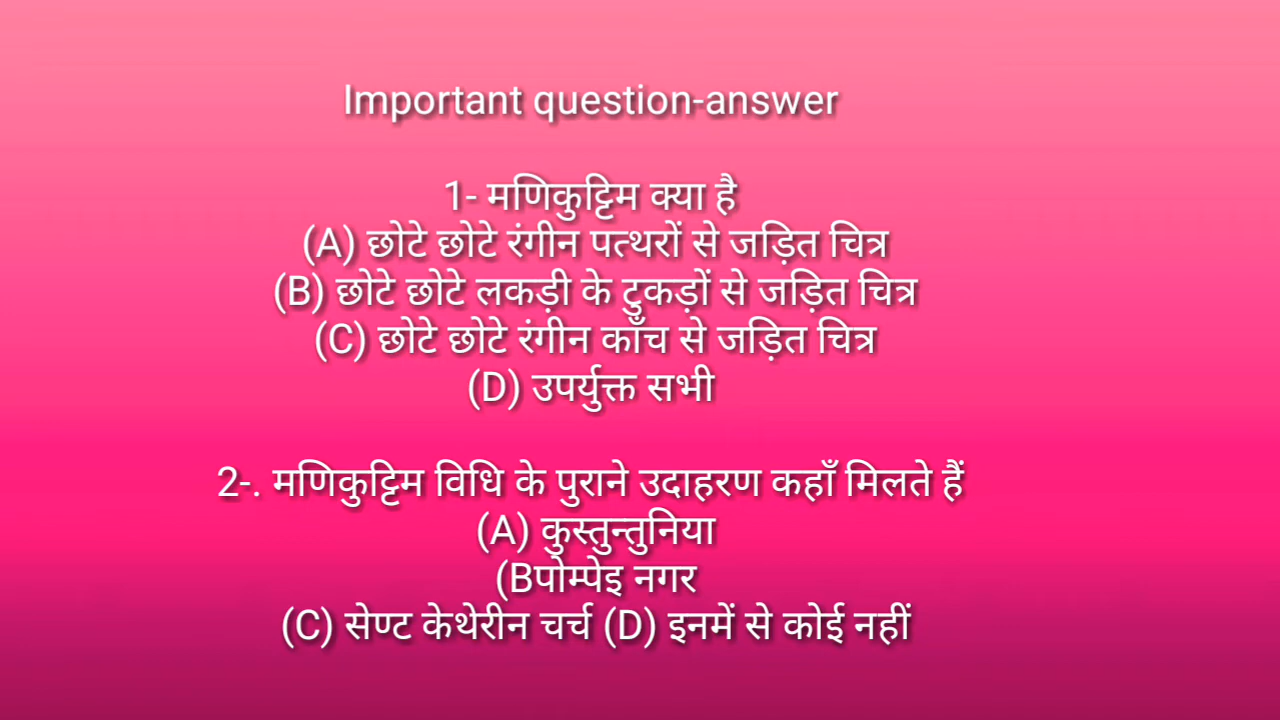 Important question-answer
1- मणिकुट्टिम क्या है
(A) छोटे छोटे रंगीन पत्थरों से जड़ित चित्र
(B) छोटे छोटे लकड़ी के टुकड़ों से जड़ित चित्र
(C) छोटे छोटे रंगीन काँच से जड़ित चित्र
(D) उपर्युक्त सभी
2-. मणिकुट्टिम विधि के पुराने उदाहरण कहाँ मिलते हैं
(A) कुस्तुन्तुनिया
(Bपोम्पेइ नगर
(C) सेण्ट केथेरीन चर्च (D) इनमें से कोई नहीं